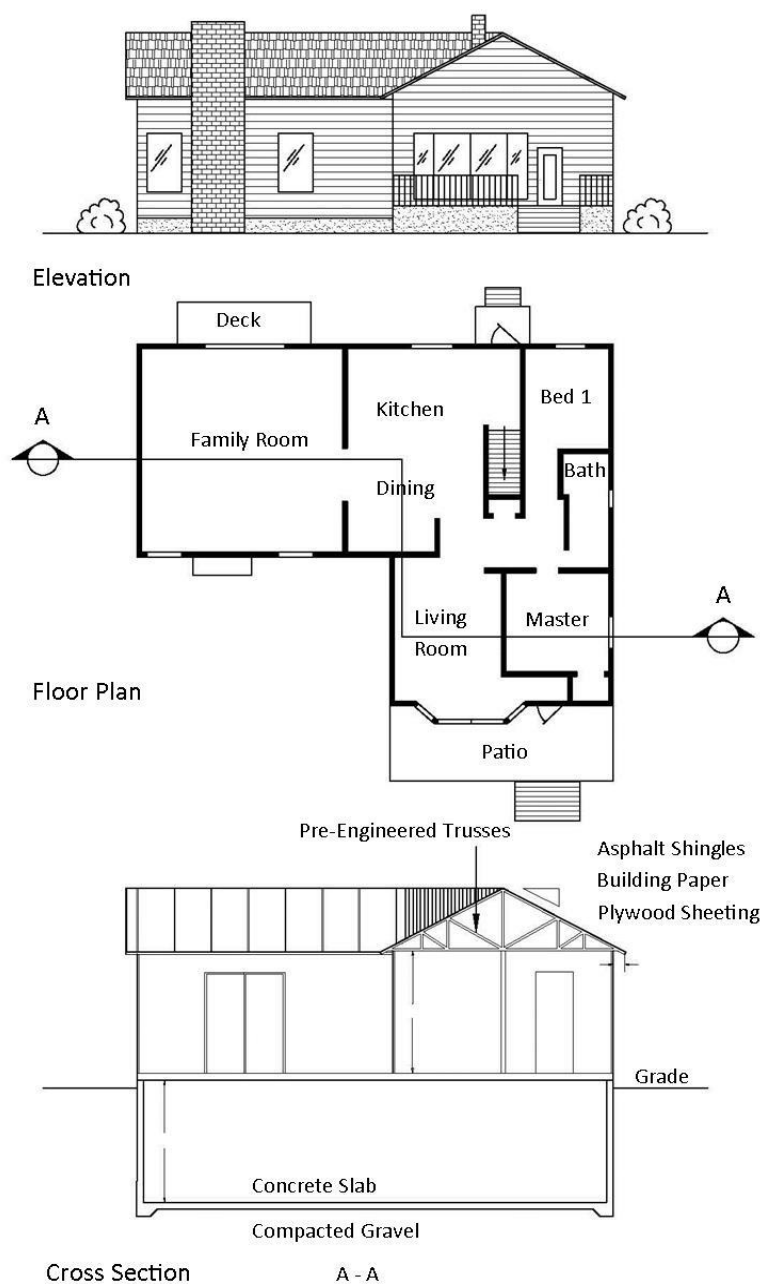 Elevation
Deck
Kitchen
Bed 1
A
Family Room
Bath
Dining
A
Living
Room
Master
Floor Plan
Patio
Pre-Engineered Trusses
Asphalt Shingles
Building Paper
Plywood Sheeting
Grade
Concrete Slab
Compacted Gravel
Cross Section A - A